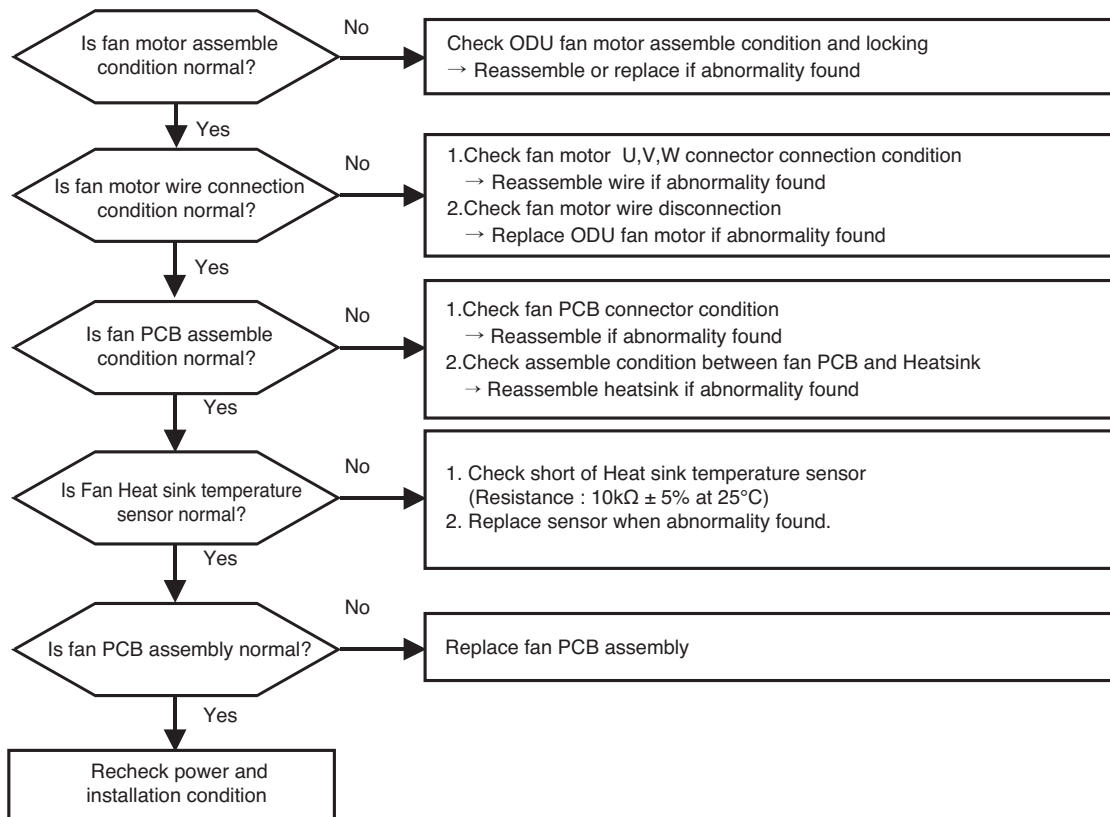 Is fan motor assemble
condition normal?
No
Check ODU fan motor assemble condition and locking
→ Reassemble or replace if abnormality found
Yes
Is fan motor wire connection
condition normal?
No
1.Check fan motor U,V,W connector connection condition
→ Reassemble wire if abnormality found
2.Check fan motor wire disconnection
→ Replace ODU fan motor if abnormality found
Yes
Is fan PCB assemble
condition normal?
No
1.Check fan PCB connector condition
→ Reassemble if abnormality found
2.Check assemble condition between fan PCB and Heatsink
→ Reassemble heatsink if abnormality found
Yes
Is Fan Heat sink temperature
sensor normal?
No
1. Check short of Heat sink temperature sensor
(Resistance : 10kΩ ± 5% at 25°C)
2. Replace sensor when abnormality found.
Yes
Is fan PCB assembly normal?
No
Replace fan PCB assembly
Yes
Recheck power and
installation condition